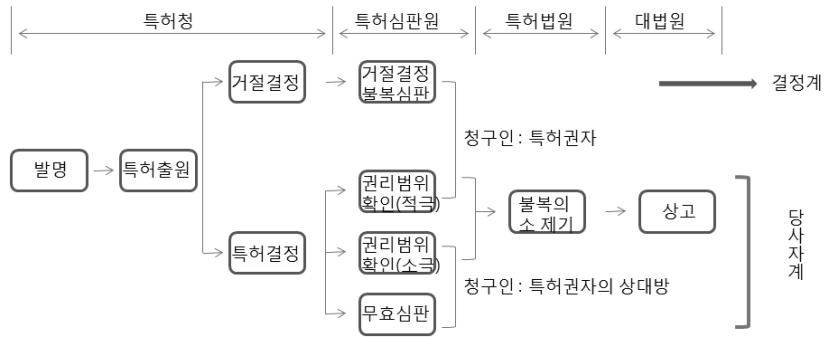 특허청
특허심판원
특허법원
대법원
거절결정
거절결정
불복심판
결정계
청구인 : 특허권자
발명
특허출원
권리범위
확인(적극)
불복의
소 제기
상고
당사자계
특허결정
권리범위
확인(소극)
청구인 : 특허권자의 상대방
무효심판